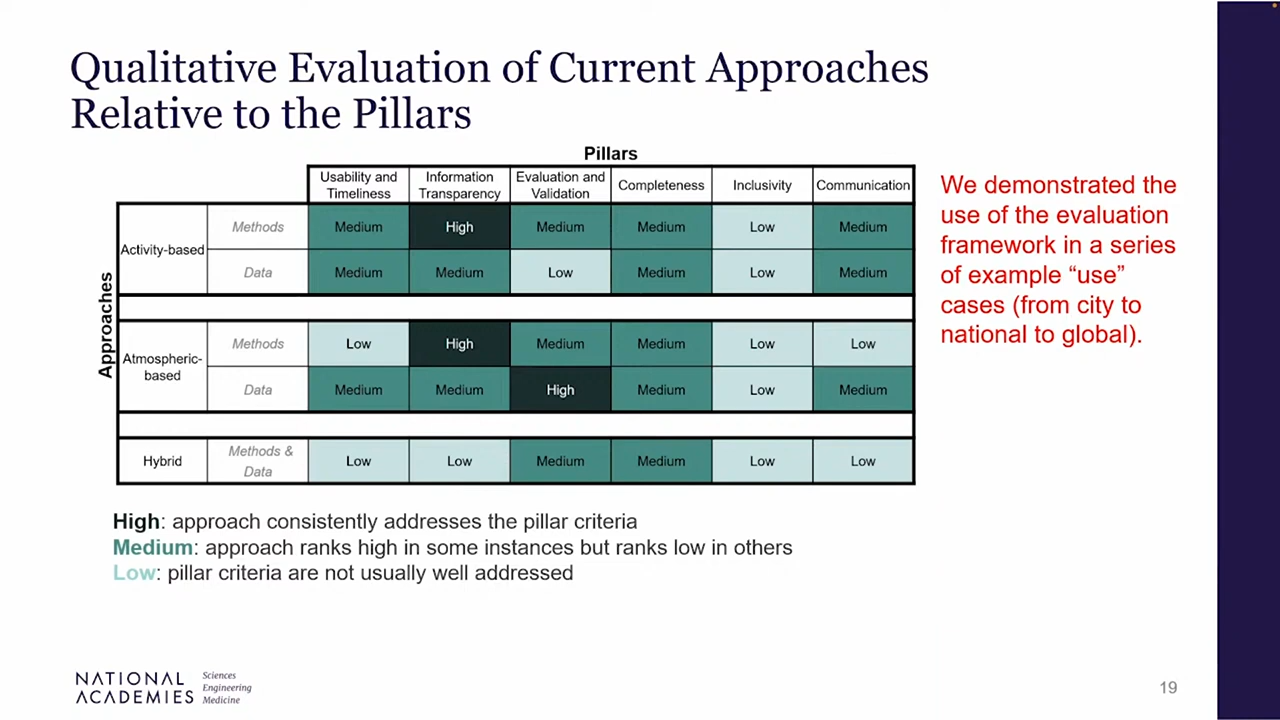 Qualitative Evaluation of Current Approaches
Relative to the Pillars
Pillars
Usability and
Timeliness
Information
Transparency
Evaluation and
Validation
Completeness
Inclusivity
Communication
Approaches
Activity-based
Methods
Medium
High
Medium
Medium
Low
Medium
Data
Medium
Medium
Low
Medium
Low
Medium
Atmospheric-
based
Methods
Low
High
Medium
Medium
Low
Low
Data
Medium
Medium
High
Medium
Low
Medium
Hybrid
Methods &
Data
Low
Low
Medium
Medium
Low
Low
We demonstrated the
use of the evaluation
framework in a series
of example “use”
cases (from city to
national to global).
High: approach consistently addresses the pillar criteria
Medium: approach ranks high in some instances but ranks low in others
Low: pillar criteria are not usually well addressed
NATIONAL
ACADEMIES
Sciences
Engineering
Medicine
19